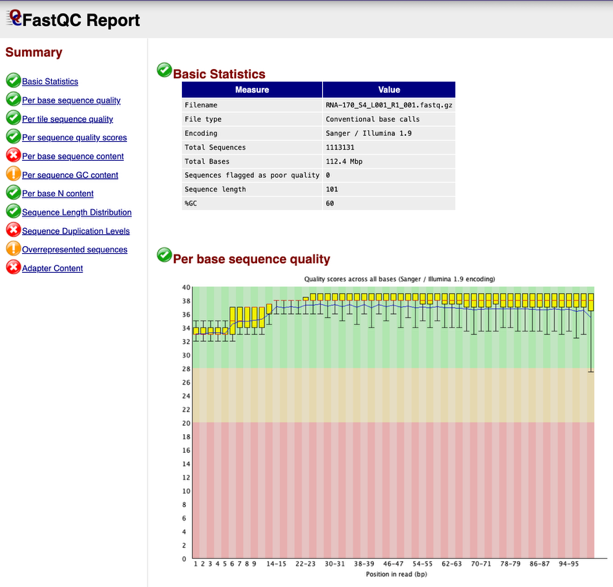 FastQC Report
Summary
Basic Statistics
Per base sequence quality
Per tile sequence quality
Per sequence quality scores
Per base sequence content
Per sequence GC content
Per base N content
Sequence Length Distribution
Sequence Duplication Levels
Overrepresented sequences
Adapter Content
Basic Statistics
Measure Value
Filename RNA-170_S4_L001_R1_001.fastq.gz
File type Conventional base calls
Encoding Sanger / Illumina 1.9
Total Sequences 1113131
Total Bases 112.4 Mbp
Sequences flagged as poor quality 0
Sequence length 101
%GC 60
Per base sequence quality
Quality scores across all bases (Sanger / Illumina 1.9 encoding)
40
38
36
34
32
30
28
26
24
22
20
18
16
14
12
10
8
6
4
2
0
1 2 3 4 5 6 7 8 9 14-15 22-23 30-31 38-39 46-47 54-55 62-63 70-71 78-79 86-87 94-95
Position in read (bp)